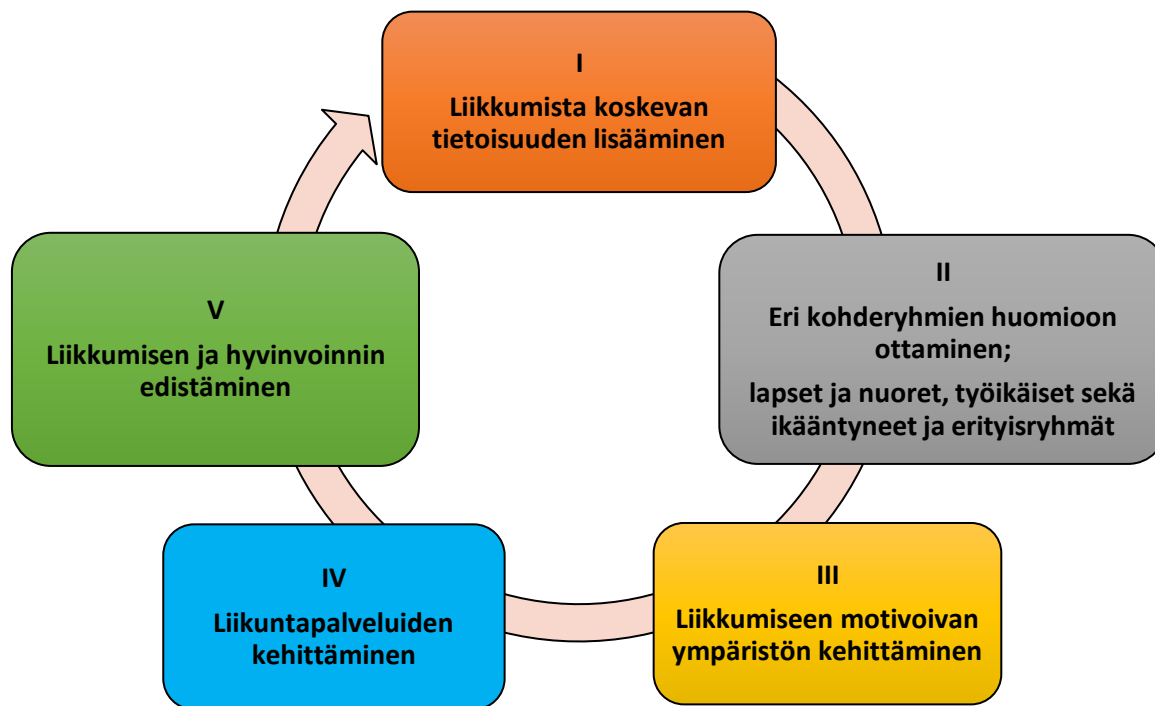 I
Liikkumista koskevan
tietoisuuden lisääminen
II
Eri kohderyhmien huomioon
ottaminen;
lapset ja nuoret, työikäiset sekä
ikääntyneet ja erityisryhmät
III
Liikkumiseen motivoivan
ympäristön kehittäminen
IV
Liikuntapalveluiden
kehittäminen
V
Liikkumisen ja hyvinvoinnin
edistäminen